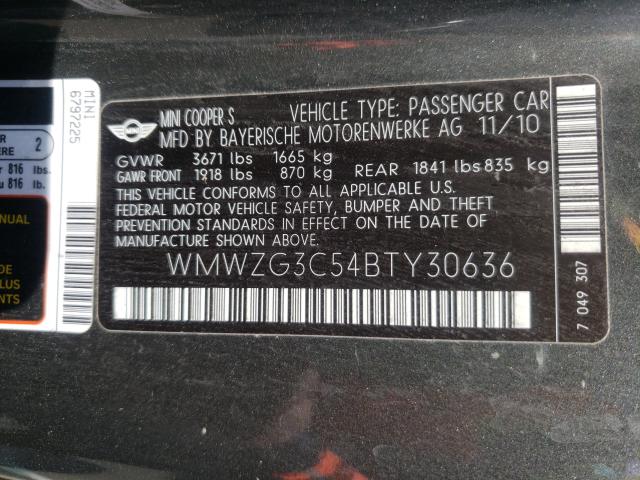 MINI
6797225
2
816 lbs.
816 lb.
ANUAL
MINI COOPER S VEHICLE TYPE: PASSENGER CAR
MFD BY BAYERISCHE MOTORENWERKE AG 11/10
GVWR 3671 lbs 1665 kg
GAWR FRONT 1918 lbs 870 kg REAR 1841 lbs 835 kg
THIS VEHICLE CONFORMS TO ALL APPLICABLE U.S.
FEDERAL MOTOR VEHICLE SAFETY, BUMPER AND THEFT
PREVENTION STANDARDS IN EFFECT ON THE DATE OF
MANUFACTURE SHOWN ABOVE.
WMWZG3C54BTY30636
7 049 307